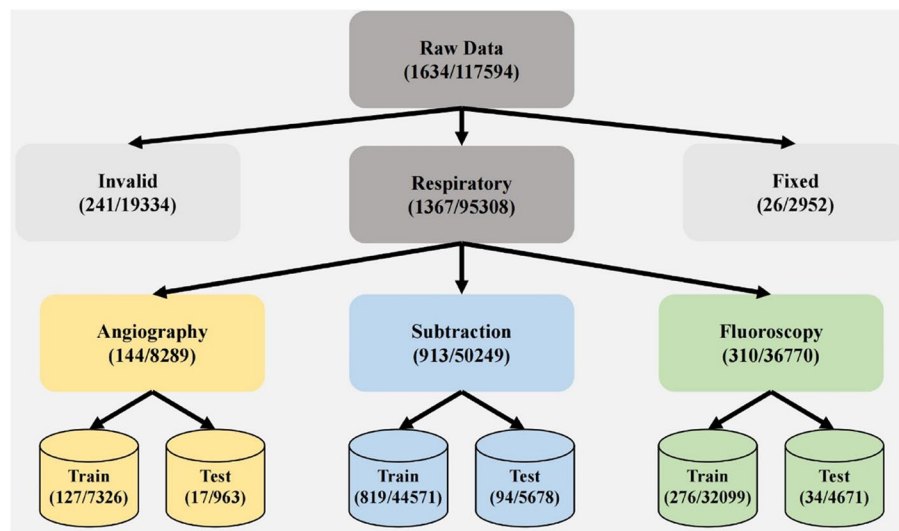 Raw Data
(1634/117594)
Invalid
(241/19334)
Respiratory
(1367/95308)
Fixed
(26/2952)
Angiography
(144/8289)
Subtraction
(913/50249)
Fluoroscopy
(310/36770)
Train
(127/7326)
Test
(17/963)
Train
(819/44571)
Test
(94/5678)
Train
(276/32099)
Test
(34/4671)